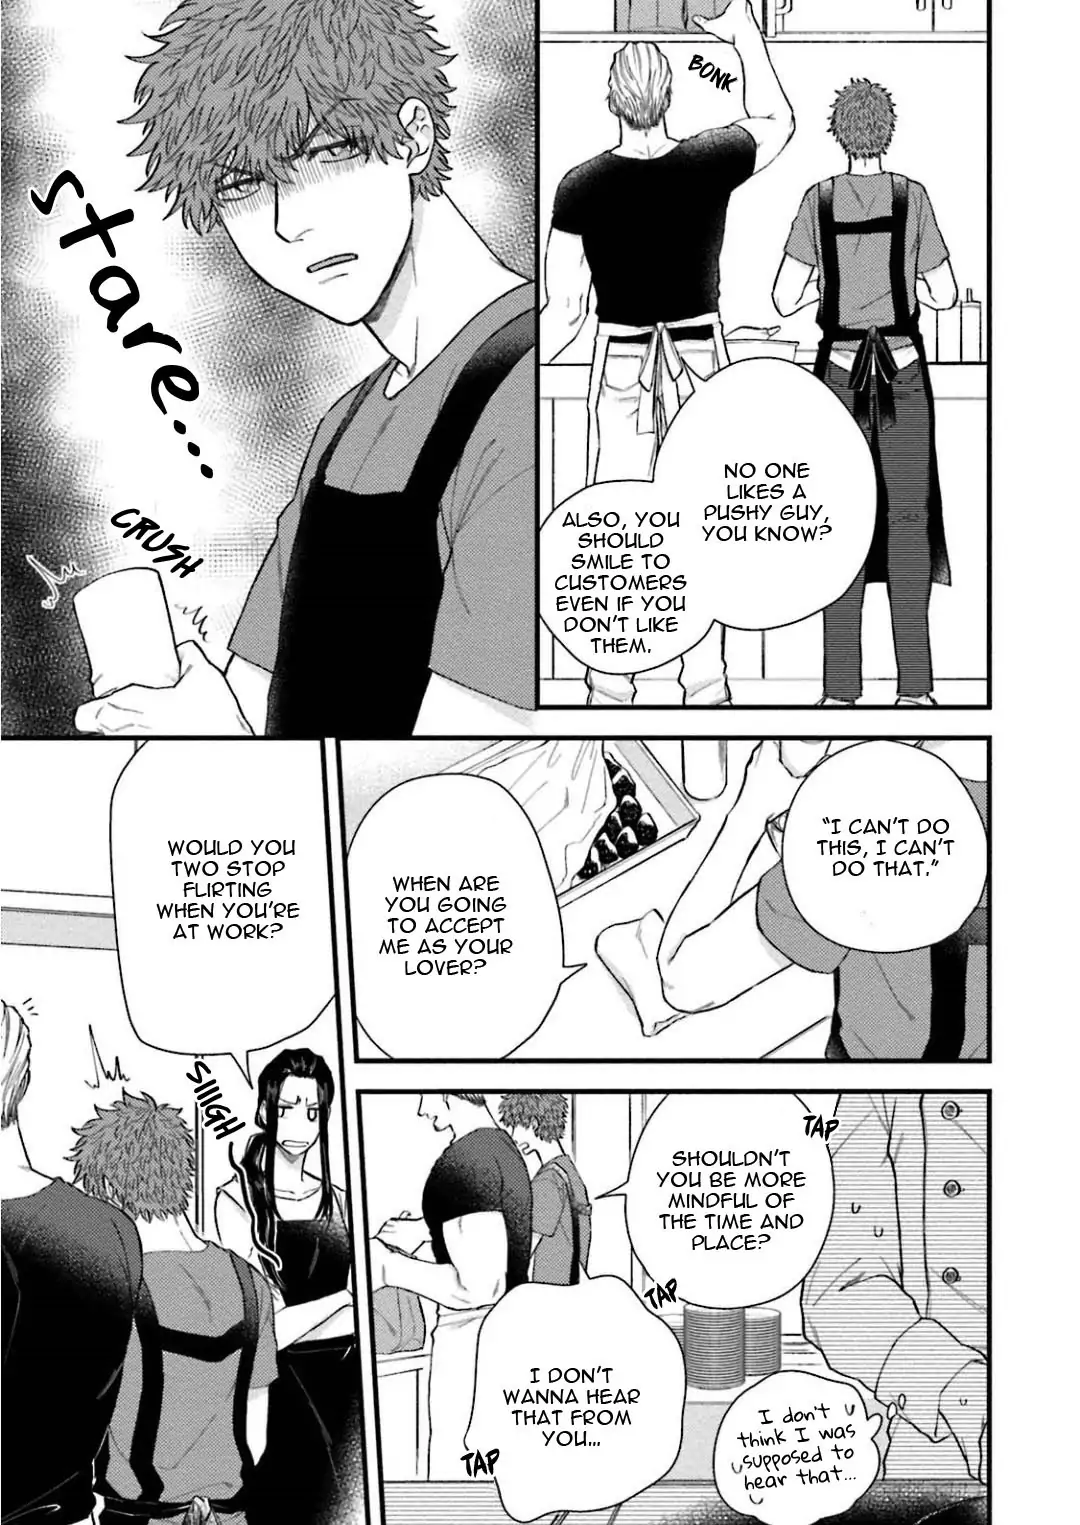 BONK
NO ONE
LIKES A
PUSHY GUY,
YOU KNOW?
ALSO, YOU
SHOULD
SMILE TO
CUSTOMERS
EVEN IF YOU
DON'T LIKE
THEM.
stare...
CRUSH
"I CAN'T DO
THIS, I CAN'T
DO THAT."
WHEN ARE
YOU GOING
TO ACCEPT
ME AS YOUR
LOVER?
WOULD YOU
TWO STOP
FLIRTING
WHEN YOU'RE
AT WORK?
SIIIGH
TAP
SHOULDN'T
YOU BE MORE
MINDFUL OF
THE TIME AND
PLACE?
TAP
I DON'T
WANNA HEAR
THAT FROM
YOU...
TAP
I don't
think I was
supposed to
hear that...